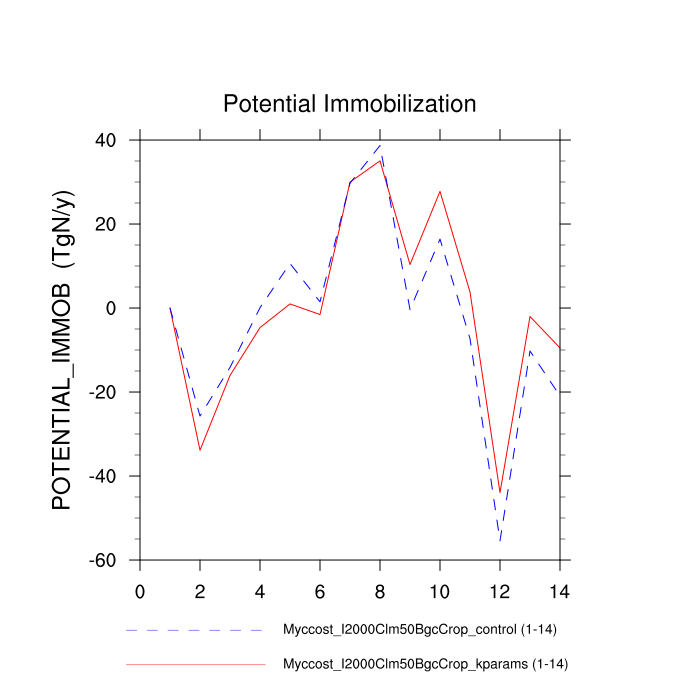 Potential Immobilization
POTENTIAL_IMMOB (TgN/y)
40
20
0
-20
-40
-60
0 2 4 6 8 10 12 14
Myccost_I2000Clm50BgcCrop_control (1-14)
Myccost_I2000Clm50BgcCrop_kparams (1-14)